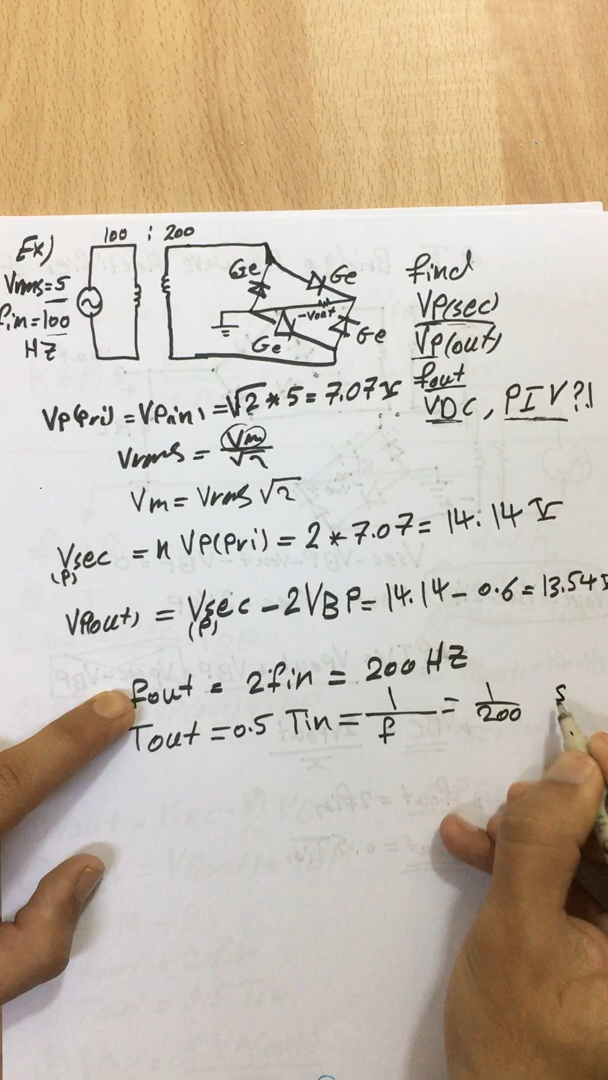 Ex)
100 : 200
Vrms=5
fin=100
HZ
Ge
Ge
-Vout+
Ge
Ge
find
VP(sec)
VP(out)
fout
VDC, PIV?!
VP(Pri) = VP(in) = √2 * 5 = 7.07 V
Vrms = Vm/√2
Vm = Vrms √2
Vsec(P) = n VP(Pri) = 2 * 7.07 = 14.14 V
VP(out) = Vsec(P) - 2VBP = 14.14 - 0.6 = 13.54 V
fout = 2fin = 200 HZ
Tout = 0.5 Tin = 1/f = 1/200 s